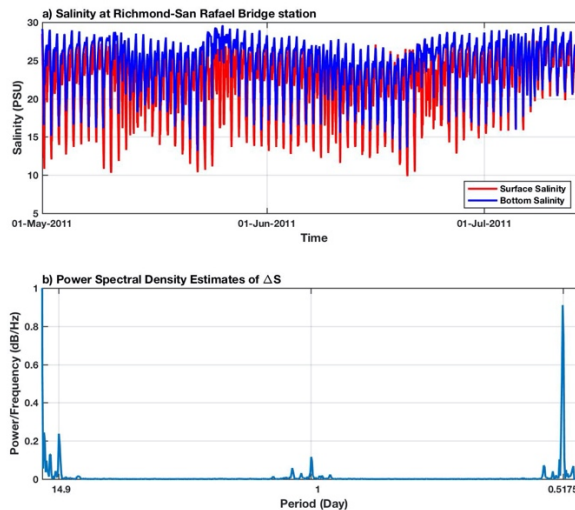 a) Salinity at Richmond-San Rafael Bridge station
30
25
20
15
10
5
Salinity (PSU)
Surface Salinity
Bottom Salinity
01-May-2011 01-Jun-2011 01-Jul-2011
Time
b) Power Spectral Density Estimates of ΔS
1
0.8
0.6
0.4
0.2
0
Power/Frequency (dB/Hz)
14.9 1 0.5175
Period (Day)